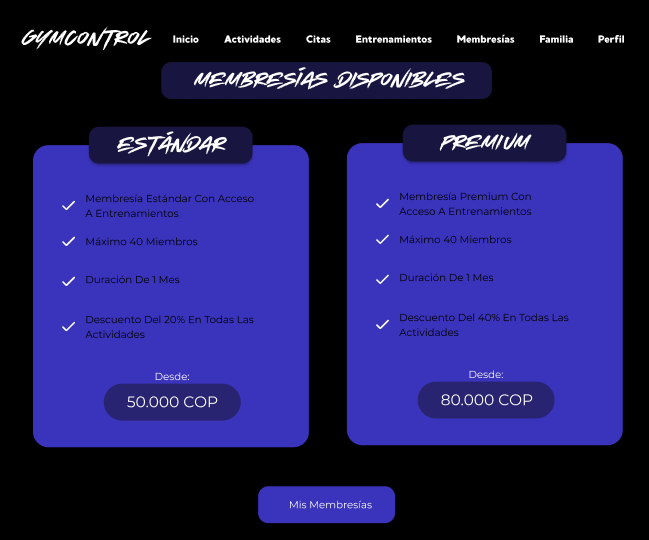 GYMCONTROL
Inicio Actividades Citas Entrenamientos Membresías Familia Perfil
MEMBRESÍAS DISPONIBLES
ESTÁNDAR
Membresía Estándar Con Acceso
A Entrenamientos
Máximo 40 Miembros
Duración De 1 Mes
Descuento Del 20% En Todas Las
Actividades
Desde:
50.000 COP
PREMIUM
Membresía Premium Con
Acceso A Entrenamientos
Máximo 40 Miembros
Duración De 1 Mes
Descuento Del 40% En Todas Las
Actividades
Desde:
80.000 COP
Mis Membresías